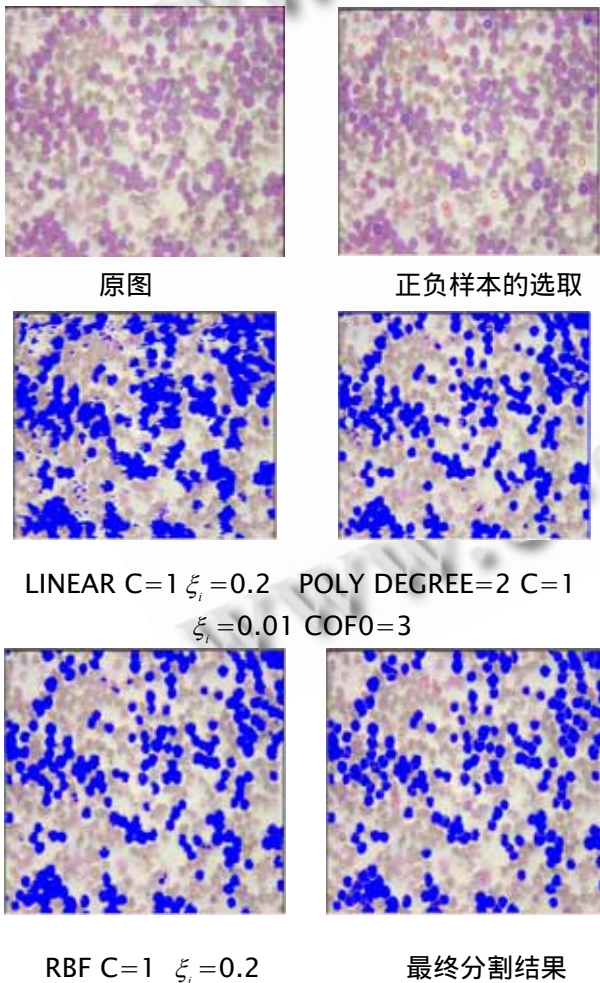 原图
正负样本的选取
LINEAR C=1 ξᵢ=0.2 POLY DEGREE=2 C=1
ξᵢ=0.01 COF0=3
RBF C=1 ξᵢ=0.2
最终分割结果